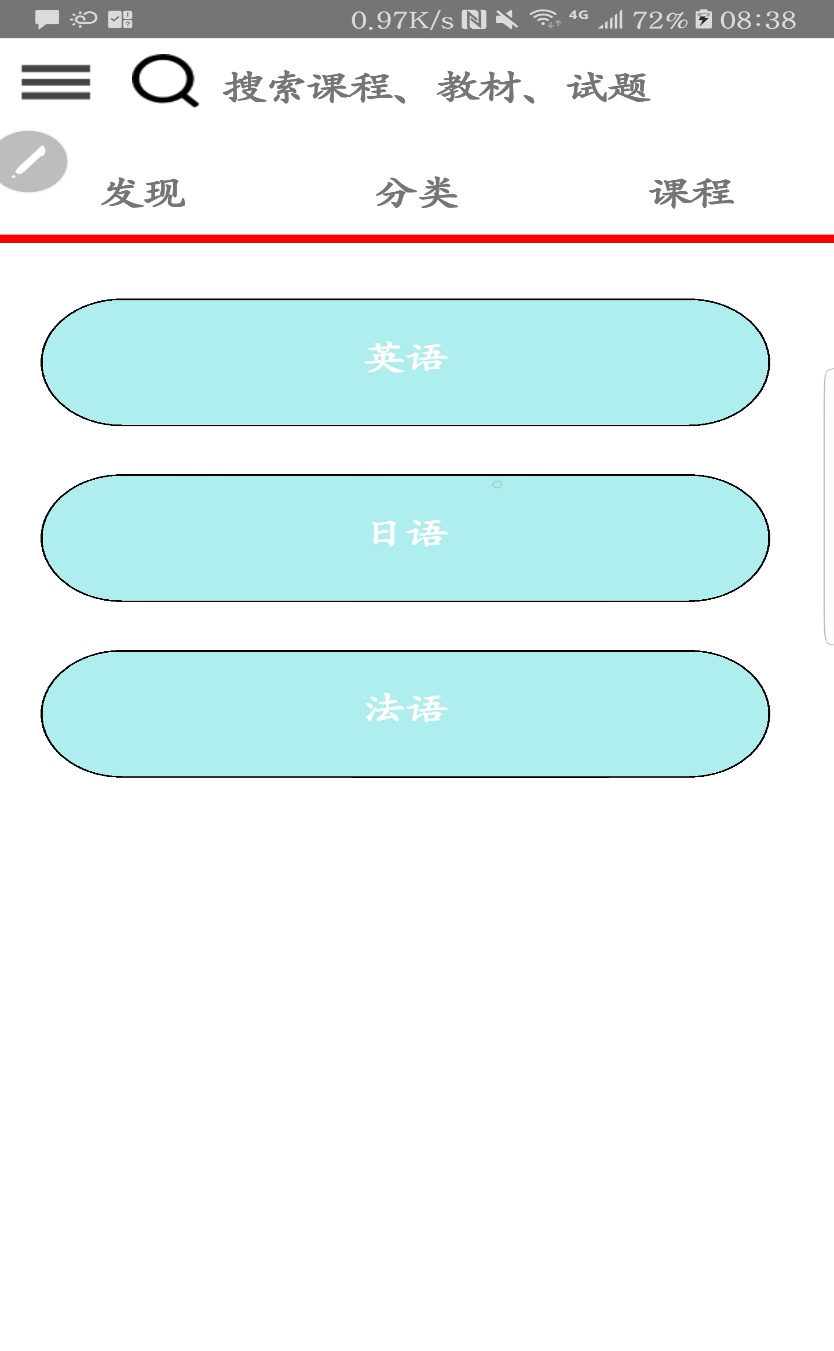 0.97K/s 4G 72% 08:38
搜索课程、教材、试题
发现 分类 课程
英语
日语
法语